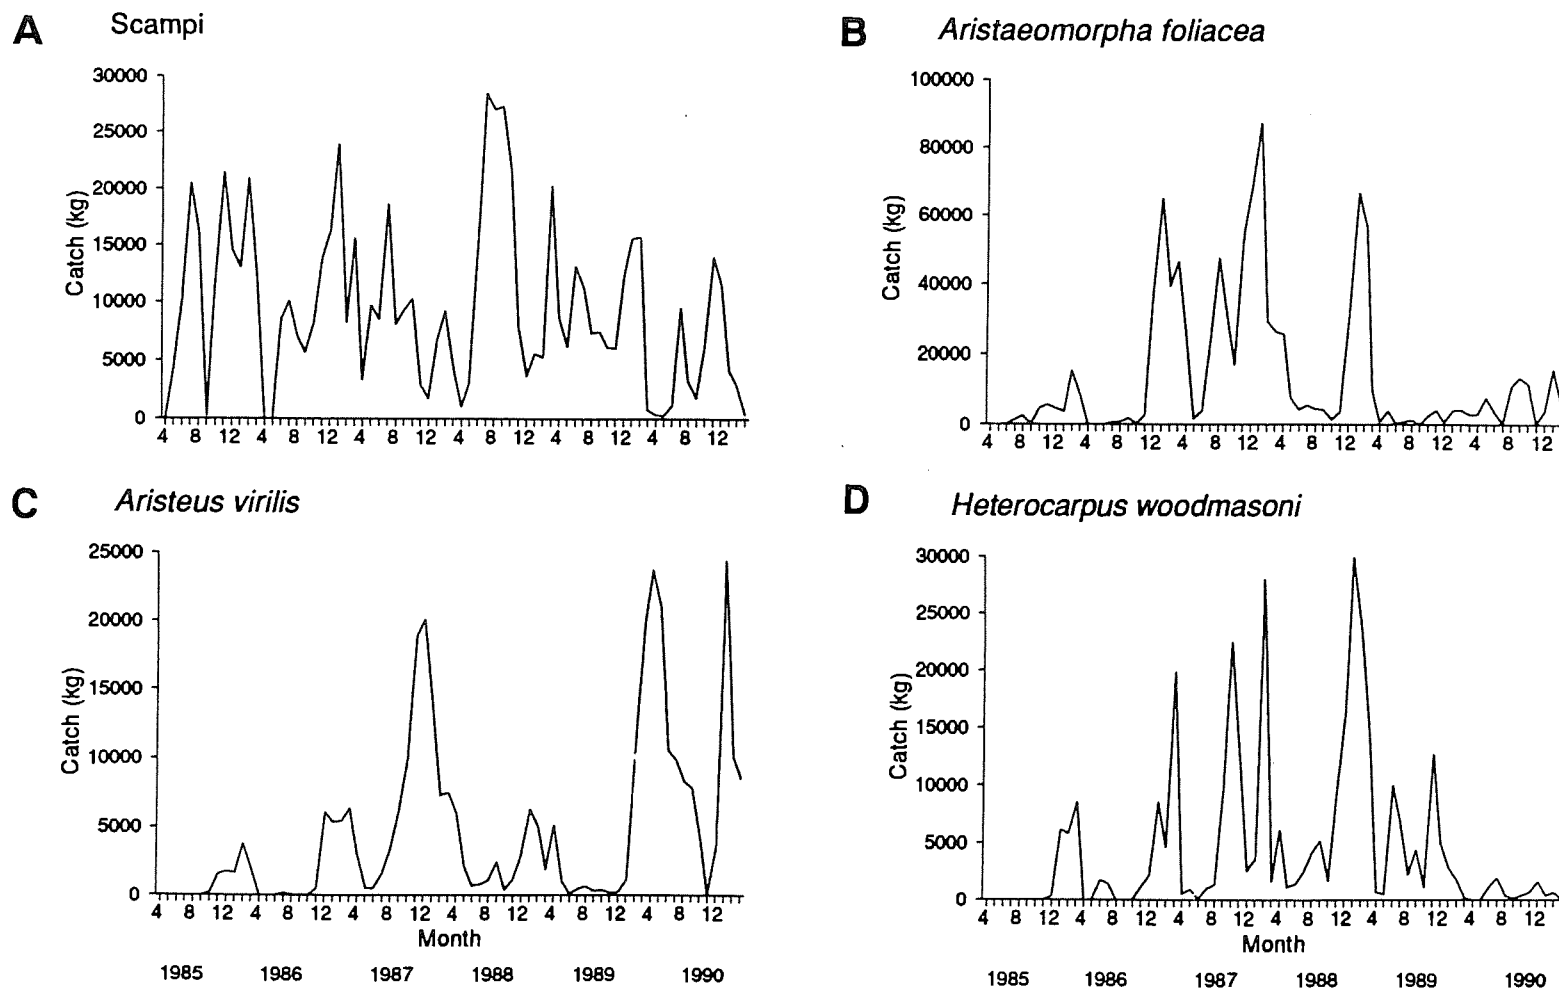 A Scampi
30000
25000
20000
15000
10000
5000
0
Catch (kg)
4 8 12 4 8 12 4 8 12 4 8 12 4 8 12 4 8 12
B Aristaeomorpha foliacea
100000
80000
60000
40000
20000
0
Catch (kg)
4 8 12 4 8 12 4 8 12 4 8 12 4 8 12 4 8 12
C Aristeus virilis
25000
20000
15000
10000
5000
0
Catch (kg)
4 8 12 4 8 12 4 8 12 4 8 12 4 8 12 4 8 12
Month
1985 1986 1987 1988 1989 1990
D Heterocarpus woodmasoni
30000
25000
20000
15000
10000
5000
0
Catch (kg)
4 8 12 4 8 12 4 8 12 4 8 12 4 8 12 4 8 12
Month
1985 1986 1987 1988 1989 1990